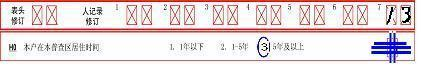 表头 人记录 1 2 3 4 5 6 7 / 3
修订 修订
H0 本户在本普查区居住时间 1. 1年以下 2. 1-5年 3 5年及以上